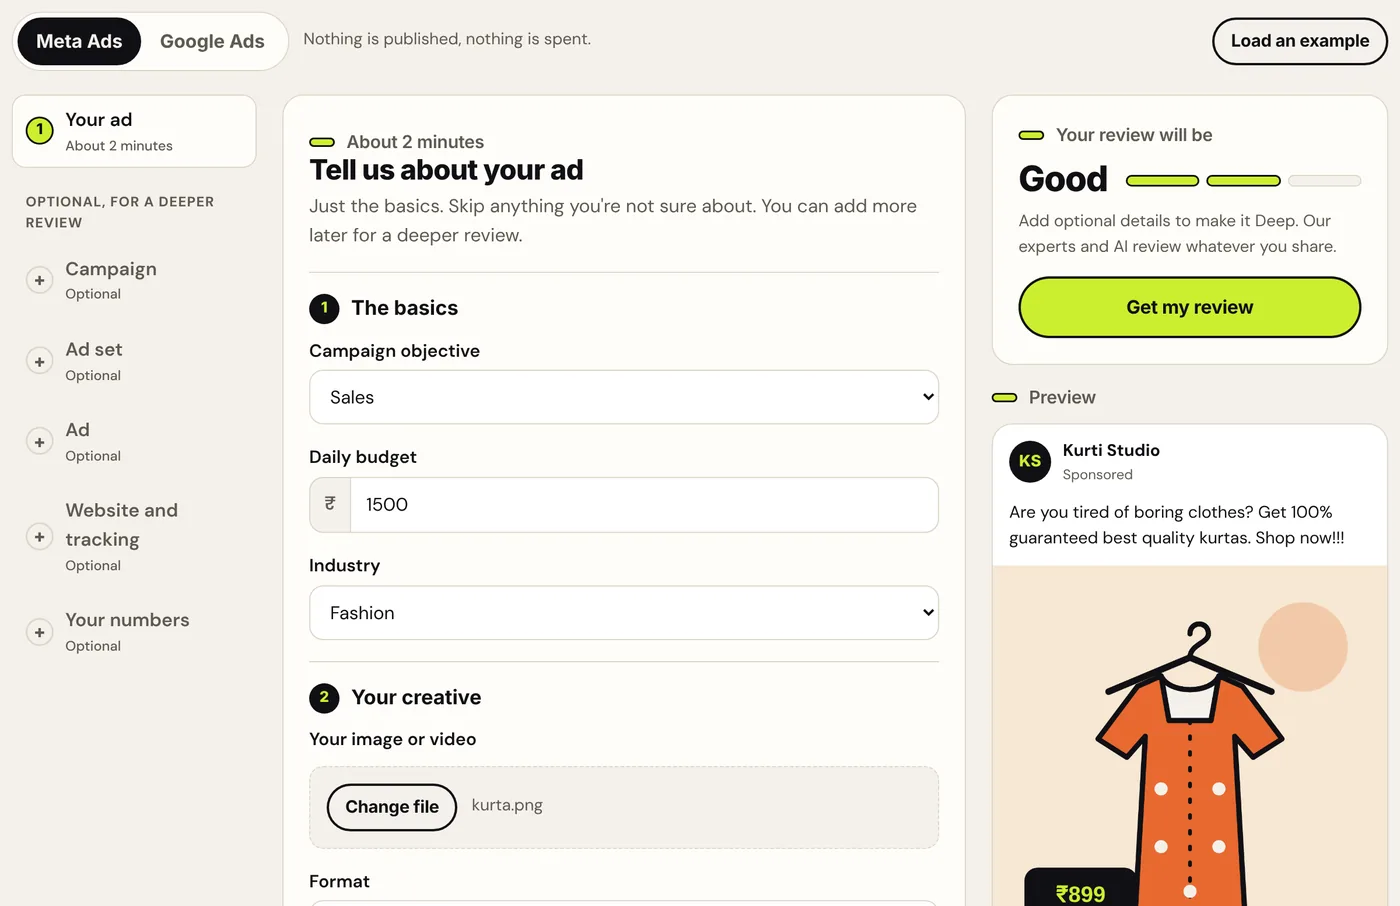 Meta Ads
Google Ads
Nothing is published, nothing is spent.
Load an example
1
Your ad
About 2 minutes
OPTIONAL, FOR A DEEPER
REVIEW
+
Campaign
Optional
+
Ad set
Optional
+
Ad
Optional
+
Website and
tracking
Optional
+
Your numbers
Optional
About 2 minutes
Tell us about your ad
Just the basics. Skip anything you're not sure about. You can add more
later for a deeper review.
1
The basics
Campaign objective
Sales
Daily budget
₹
1500
Industry
Fashion
2
Your creative
Your image or video
Change file
kurta.png
Format
Your review will be
Good
Add optional details to make it Deep. Our
experts and AI review whatever you share.
Get my review
Preview
KS
Kurti Studio
Sponsored
Are you tired of boring clothes? Get 100%
guaranteed best quality kurtas. Shop now!!!
₹899